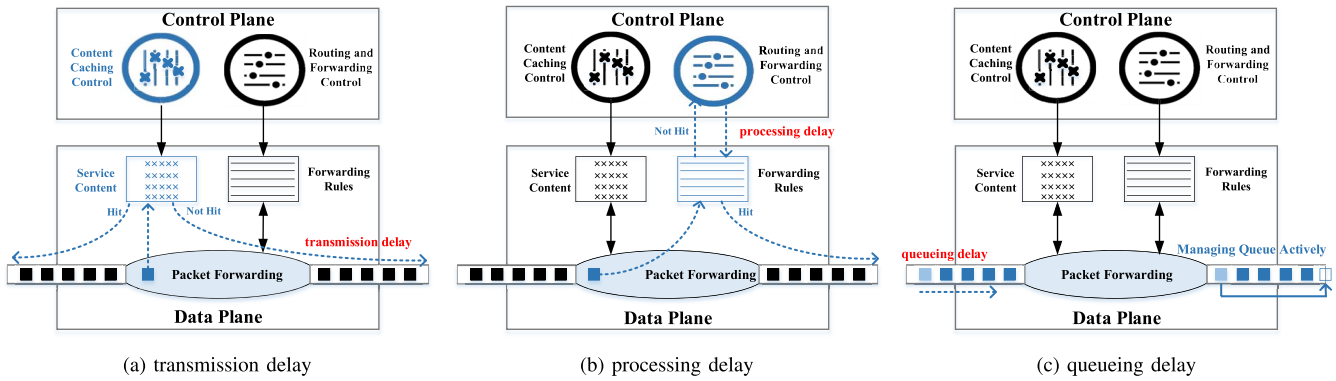 Control Plane
Content
Caching
Control
Routing and
Forwarding
Control
Service
Content
×××××
×××××
×××××
×××××
Forwarding
Rules
Hit
Not Hit
transmission delay
Packet Forwarding
Data Plane
(a) transmission delay
Control Plane
Content
Caching
Control
Routing and
Forwarding
Control
Not Hit
processing delay
Service
Content
×××××
×××××
×××××
×××××
Forwarding
Rules
Hit
Packet Forwarding
Data Plane
(b) processing delay
Control Plane
Content
Caching
Control
Routing and
Forwarding
Control
Service
Content
×××××
×××××
×××××
×××××
Forwarding
Rules
queueing delay
Managing Queue Actively
Packet Forwarding
Data Plane
(c) queueing delay